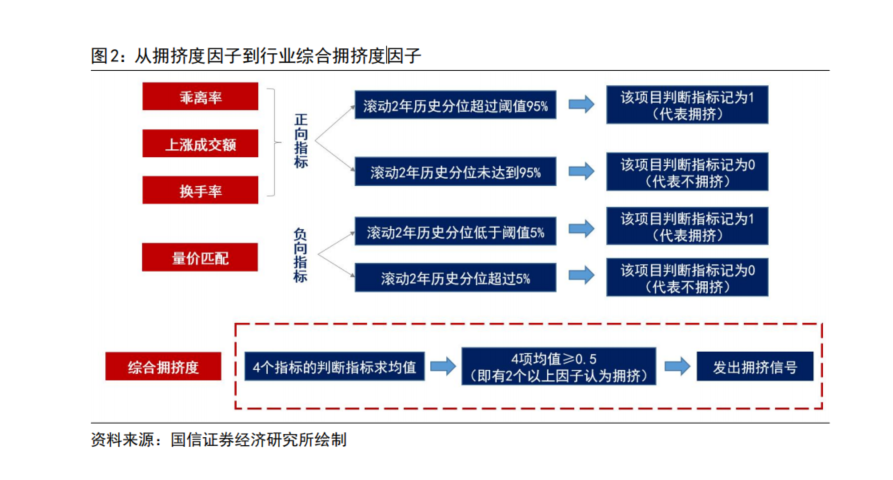 图2：从拥挤度因子到行业综合拥挤度因子
乖离率
上涨成交额
换手率
正向指标
滚动2年历史分位超过阈值95%
该项目判断指标记为1
（代表拥挤）
滚动2年历史分位未达到95%
该项目判断指标记为0
（代表不拥挤）
量价匹配
负向指标
滚动2年历史分位低于阈值5%
该项目判断指标记为1
（代表拥挤）
滚动2年历史分位超过5%
该项目判断指标记为0
（代表不拥挤）
综合拥挤度
4个指标的判断指标求均值
4项均值≥0.5
（即有2个以上因子认为拥挤）
发出拥挤信号
资料来源：国信证券经济研究所绘制